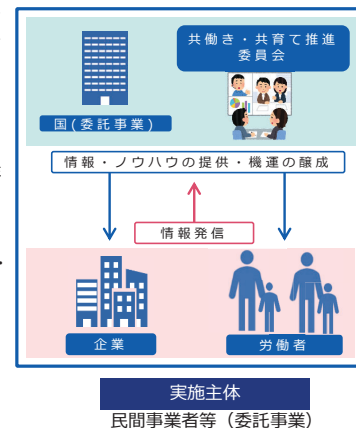 共働き・共育て推進
委員会
国(委託事業)
情報・ノウハウの提供・機運の醸成
情報発信
企業
労働者
実施主体
民間事業者等（委託事業）